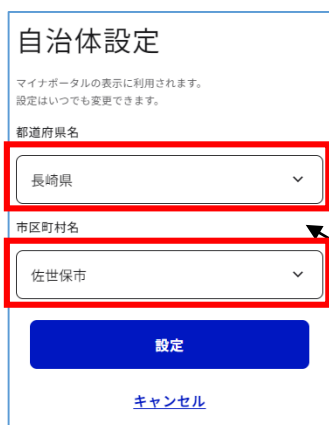 自治体設定
マイナポータルの表示に利用されます。
設定はいつでも変更できます。
都道府県名
長崎県
市区町村名
佐世保市
設定
キャンセル